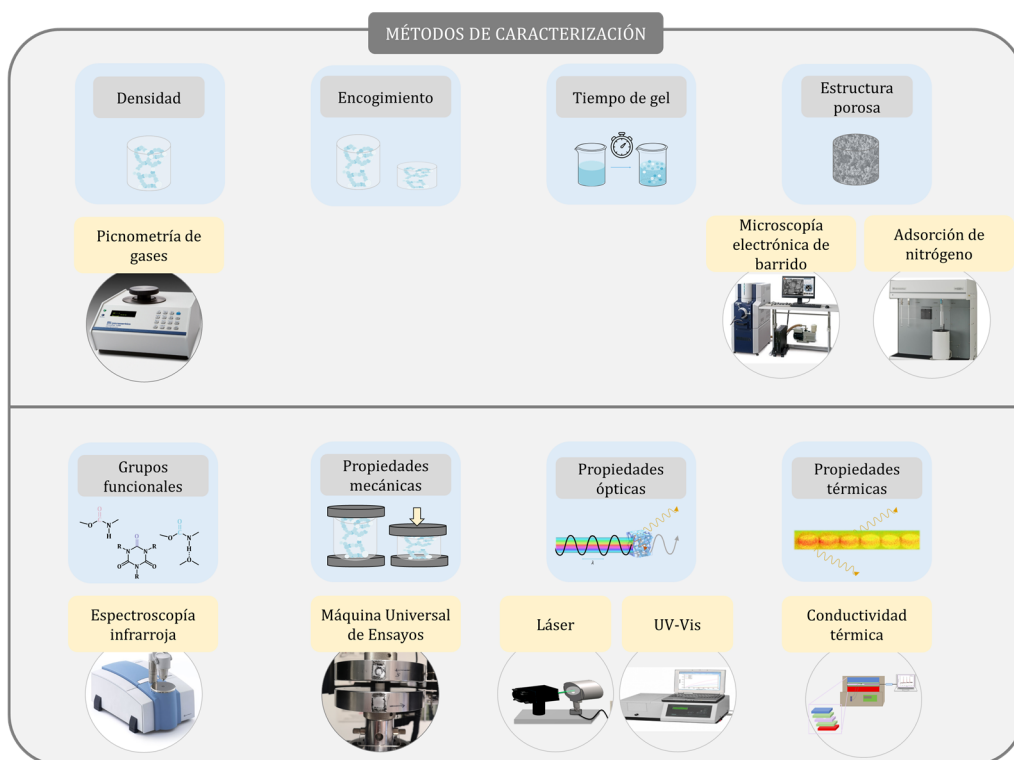 MÉTODOS DE CARACTERIZACIÓN
Densidad
Encogimiento
Tiempo de gel
Estructura
porosa
Picnometría de
gases
Microscopía
electrónica de
barrido
Adsorción de
nitrógeno
Grupos
funcionales
O
O
N
H
O
R
N
N
R
O
N
O
R
O
O
N
H
O
Propiedades
mecánicas
Propiedades
ópticas
λ
Propiedades
térmicas
Espectroscopía
infrarroja
Máquina Universal
de Ensayos
Láser
UV-Vis
Conductividad
térmica